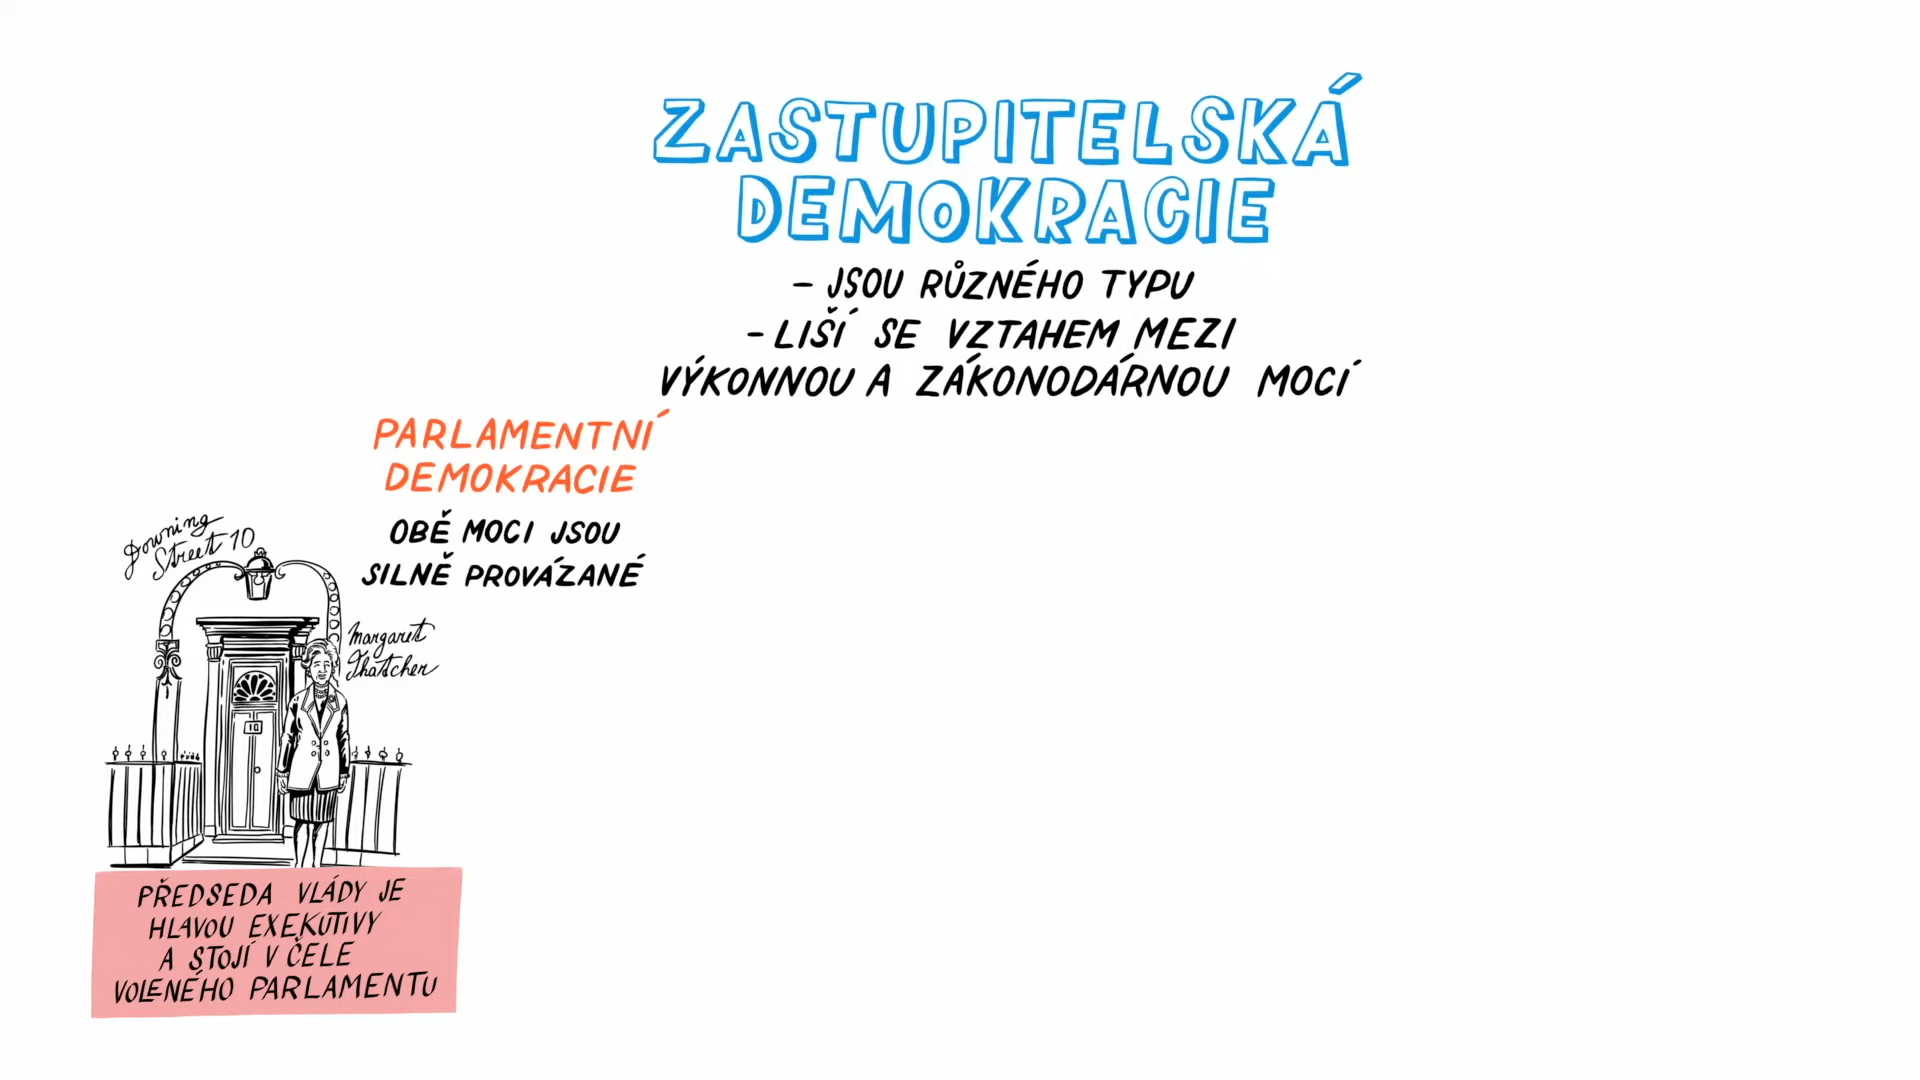 ZASTUPITELSKÁ
DEMOKRACIE
– JSOU RŮZNÉHO TYPU
– LIŠÍ SE VZTAHEM MEZI
VÝKONNOU A ZÁKONODÁRNOU MOCÍ
PARLAMENTNÍ
DEMOKRACIE
OBĚ MOCI JSOU
SILNĚ PROVÁZANÉ
Downing
Street 10
Margaret
Thatcher
10
PŘEDSEDA VLÁDY JE
HLAVOU EXEKUTIVY
A STOJÍ V ČELE
VOLENÉHO PARLAMENTU